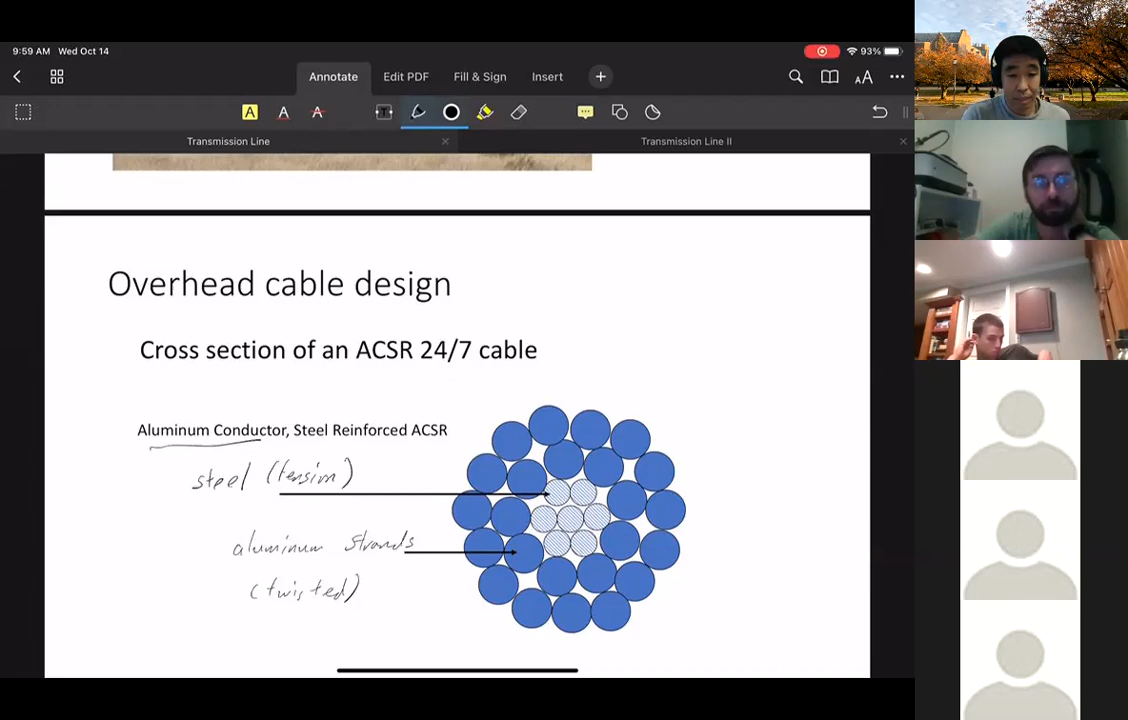 9:59 AM Wed Oct 14
93%
Annotate Edit PDF Fill & Sign Insert
A A A T AA
Transmission Line Transmission Line II
Overhead cable design
Cross section of an ACSR 24/7 cable
Aluminum Conductor, Steel Reinforced ACSR
steel (tension)
aluminum strands
(twisted)